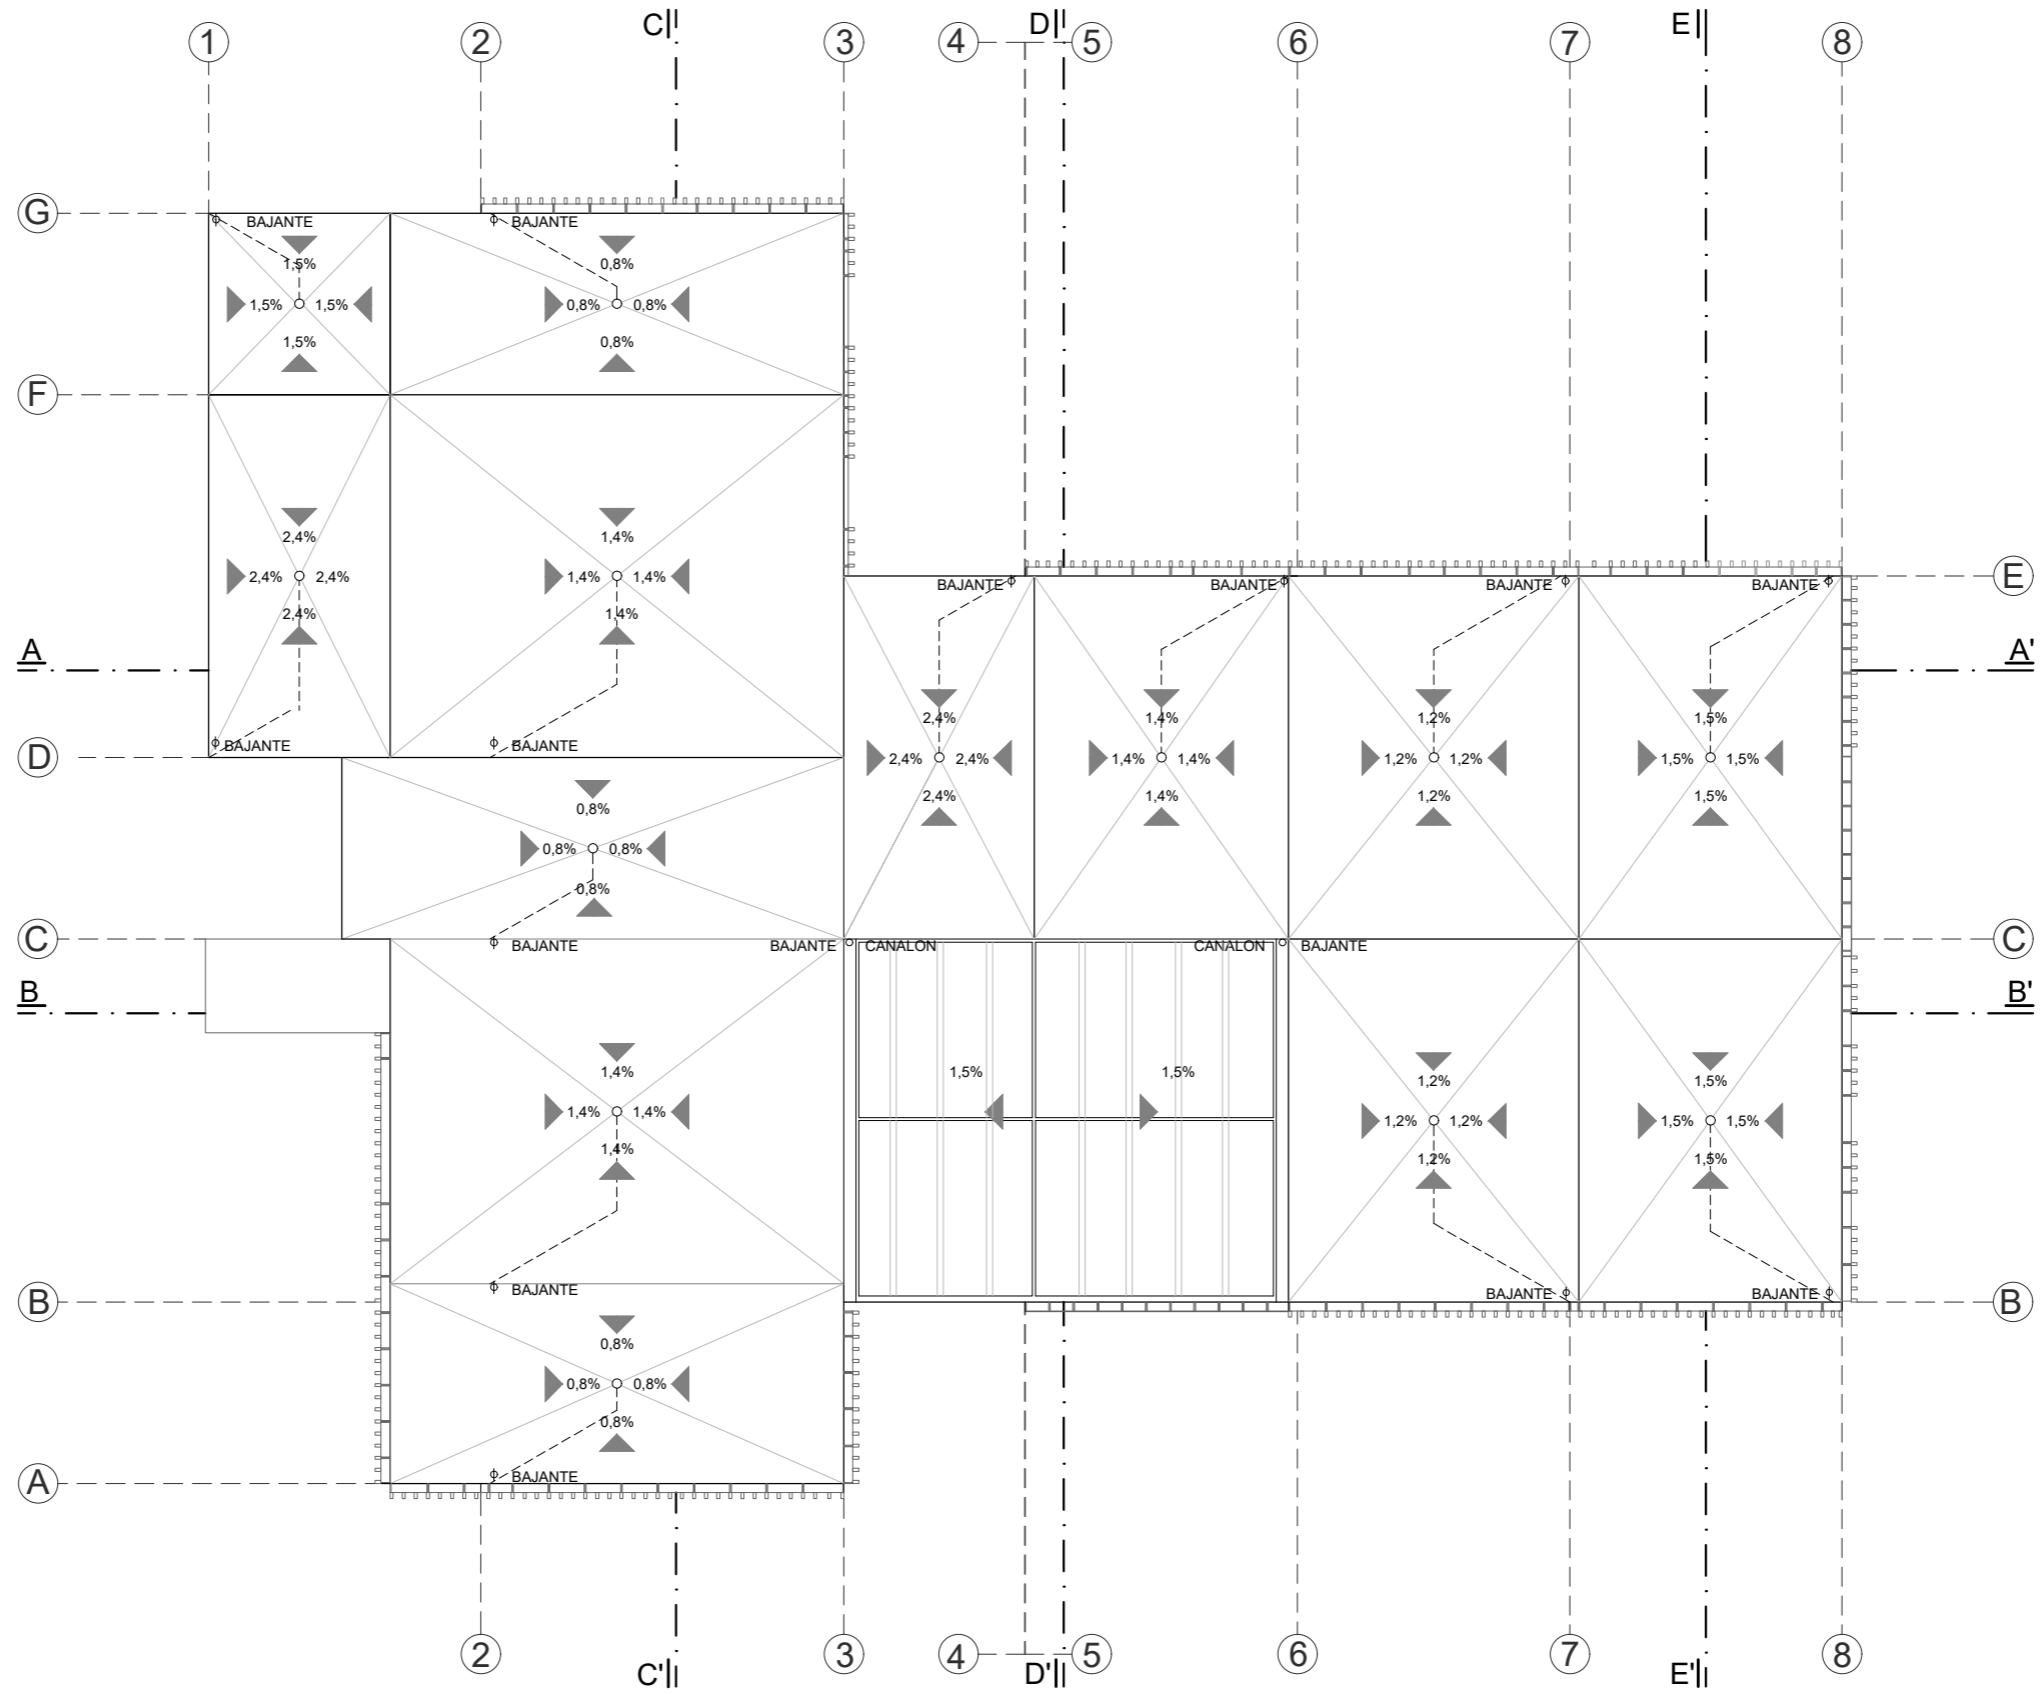 C D E
1 2 3 4 5 6 7 8
G
BAJANTE BAJANTE
1,5% 0,8%
1,5% 1,5% 0,8% 0,8%
1,5% 0,8%
F
2,4% 1,4%
2,4% 2,4% 1,4% 1,4%
2,4% 1,4%
E
BAJANTE BAJANTE BAJANTE BAJANTE
A A'
2,4% 1,4% 1,2% 1,5%
BAJANTE BAJANTE
D
2,4% 2,4% 1,4% 1,4% 1,2% 1,2% 1,5% 1,5%
2,4% 1,4% 1,2% 1,5%
0,8%
0,8% 0,8%
0,8%
C C
BAJANTE BAJANTE CANALON CANALON BAJANTE
B B'
1,4% 1,5% 1,5% 1,2% 1,5%
1,4% 1,4% 1,2% 1,2% 1,5% 1,5%
1,4% 1,2% 1,5%
BAJANTE BAJANTE BAJANTE
B B
0,8%
0,8% 0,8%
0,8%
BAJANTE
A
2 3 4 5 6 7 8
C' D' E'